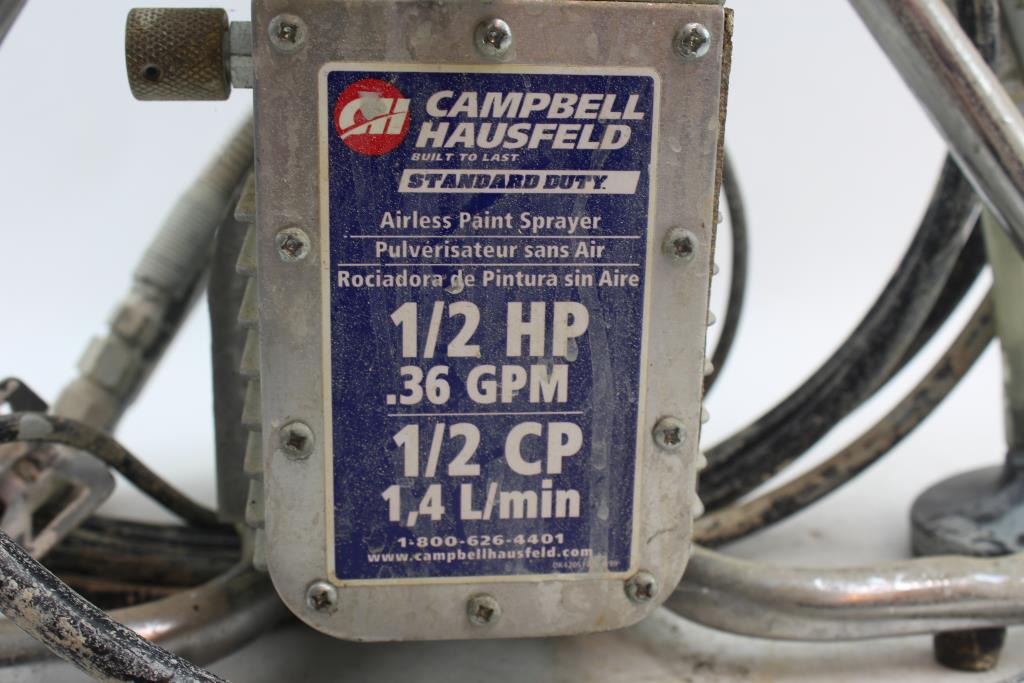 CH CAMPBELL
HAUSFELD
BUILT TO LAST
STANDARD DUTY.
Airless Paint Sprayer
Pulvérisateur sans Air
Rociadora de Pintura sin Aire
1/2 HP
.36 GPM
1/2 CP
1,4 L/min
1-800-626-4401
www.campbellhausfeld.com